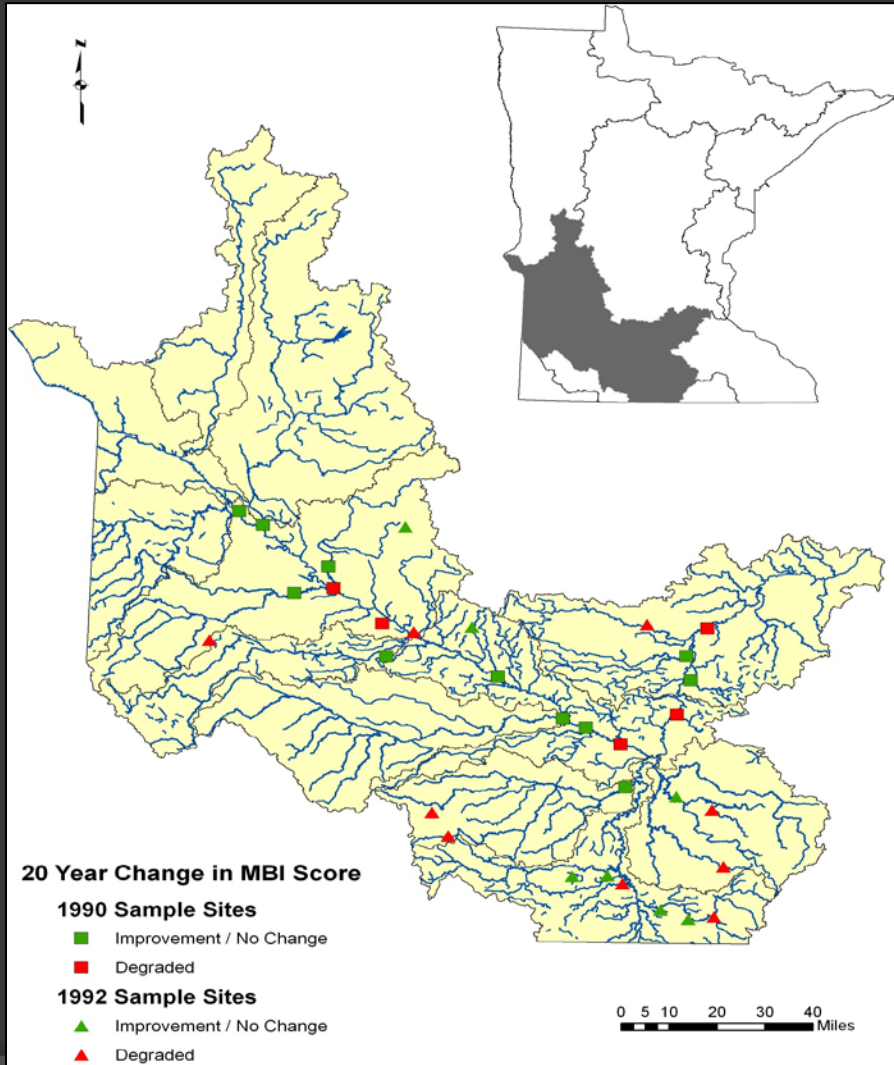 N
20 Year Change in MBI Score
1990 Sample Sites
Improvement / No Change
Degraded
1992 Sample Sites
Improvement / No Change
Degraded
0 5 10 20 30 40
Miles